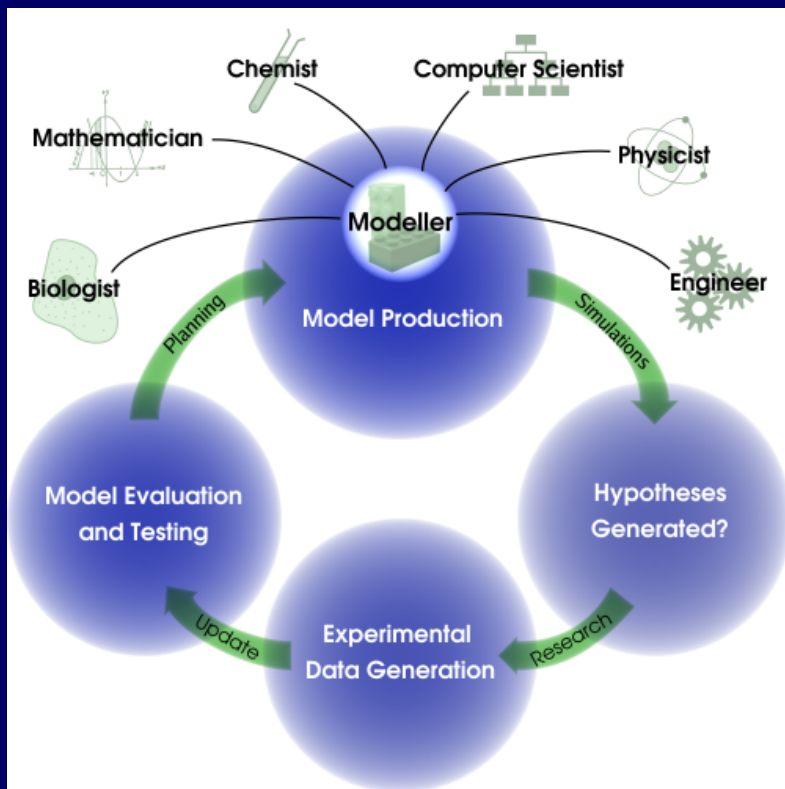 Chemist
Computer Scientist
Mathematician
Physicist
Modeller
Biologist
Engineer
Planning
Model Production
Simulations
Model Evaluation
and Testing
Hypotheses
Generated?
Update
Experimental
Data Generation
Research